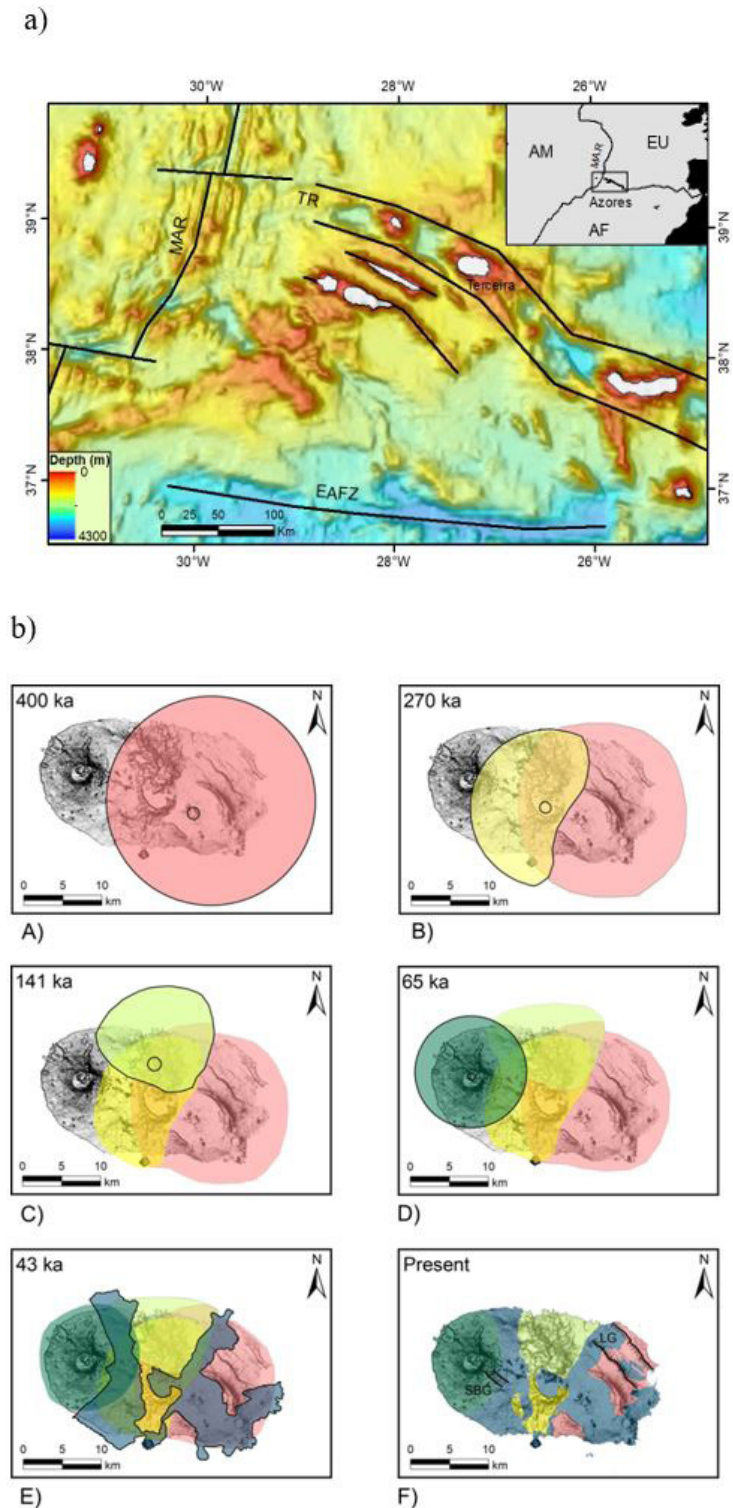 a)
30°W 28°W 26°W
AM EU
MAR
Azores
AF
39°N 39°N
TR
MAR
Terceira
38°N 38°N
Depth (m)
0
4300
37°N 37°N
EAFZ
0 25 50 100
Km
30°W 28°W 26°W
b)
400 ka N
0 5 10
km
A)
270 ka N
0 5 10
km
B)
141 ka N
0 5 10
km
C)
65 ka N
0 5 10
km
D)
43 ka N
0 5 10
km
E)
Present N
LG
SBG
0 5 10
km
F)